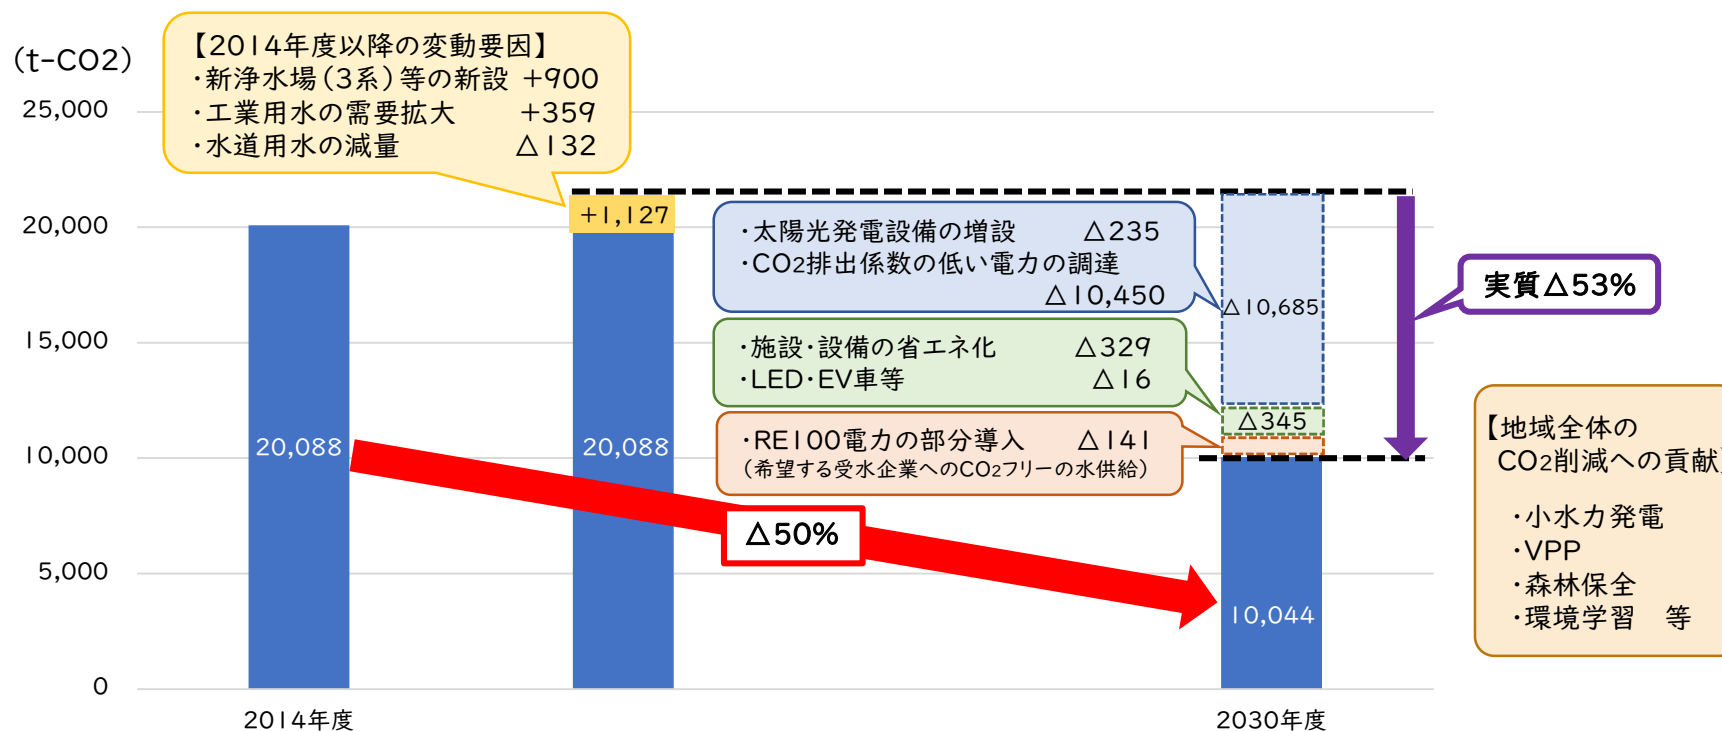 (t-CO2)
【2014年度以降の変動要因】
・新浄水場(3系)等の新設 +900
・工業用水の需要拡大 +359
・水道用水の減量 △132
25,000
20,000
15,000
10,000
5,000
0
20,088
2014年度
+1,127
20,088
・太陽光発電設備の増設 △235
・CO2排出係数の低い電力の調達
△10,450
・施設・設備の省エネ化 △329
・LED・EV車等 △16
・RE100電力の部分導入 △141
(希望する受水企業へのCO2フリーの水供給)
△50%
△10,685
△345
10,044
2030年度
実質△53%
【地域全体の
CO2削減への貢献】
・小水力発電
・VPP
・森林保全
・環境学習 等